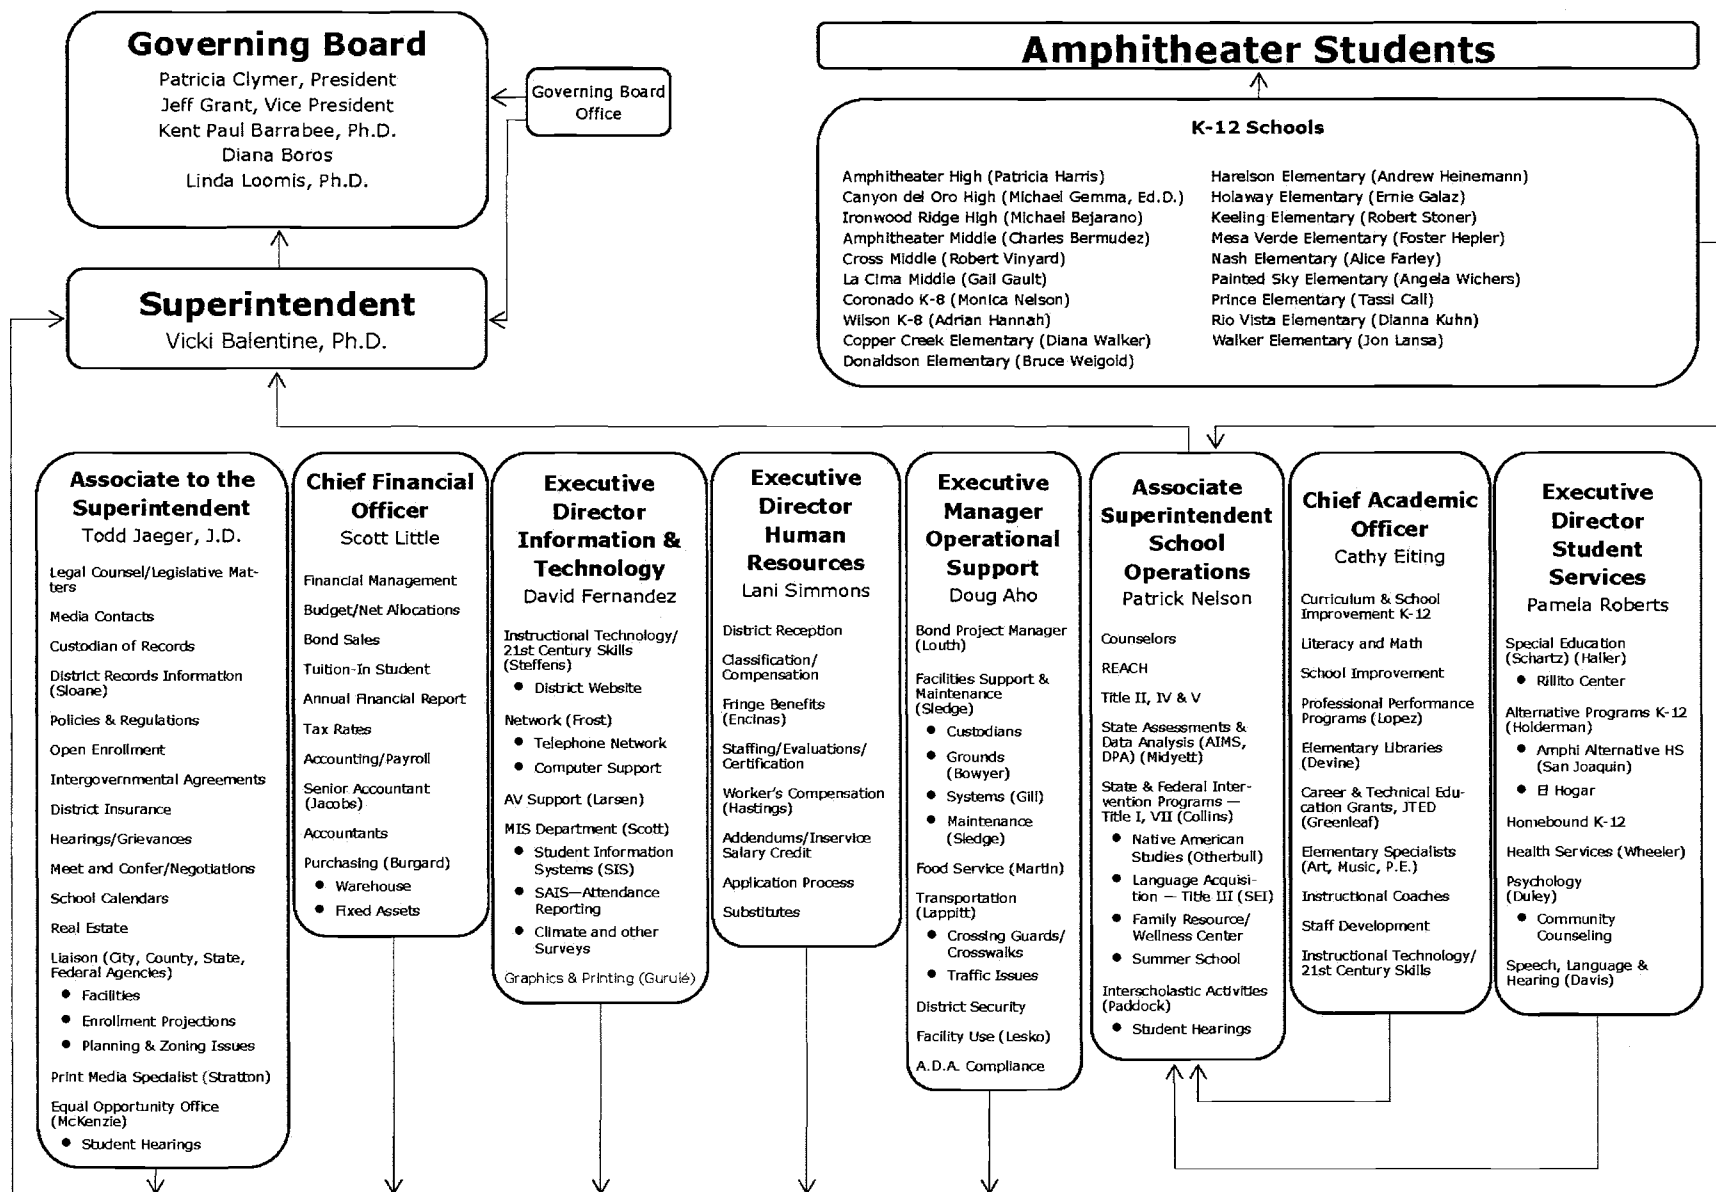 Governing Board
Patricia Clymer, President
Jeff Grant, Vice President
Kent Paul Barrabee, Ph.D.
Diana Boros
Linda Loomis, Ph.D.
Governing Board
Office
Superintendent
Vicki Balentine, Ph.D.
Amphitheater Students
K-12 Schools
Amphitheater High (Patricia Harris)
Canyon del Oro High (Michael Gemma, Ed.D.)
Ironwood Ridge High (Michael Bejarano)
Amphitheater Middle (Charles Bermudez)
Cross Middle (Robert Vinyard)
La Cima Middle (Gail Gault)
Coronado K-8 (Monica Nelson)
Wilson K-8 (Adrian Hannah)
Copper Creek Elementary (Diana Walker)
Donaldson Elementary (Bruce Weigold)
Harelson Elementary (Andrew Heinemann)
Holaway Elementary (Ernie Galaz)
Keeling Elementary (Robert Stoner)
Mesa Verde Elementary (Foster Hepler)
Nash Elementary (Alice Farley)
Painted Sky Elementary (Angela Wichers)
Prince Elementary (Tassi Call)
Rio Vista Elementary (Dianna Kuhn)
Walker Elementary (Jon Lansa)
Associate to the
Superintendent
Todd Jaeger, J.D.
Legal Counsel/Legislative Mat-
ters
Media Contacts
Custodian of Records
District Records Information
(Sloane)
Policies & Regulations
Open Enrollment
Intergovernmental Agreements
District Insurance
Hearings/Grievances
Meet and Confer/Negotiations
School Calendars
Real Estate
Liaison (City, County, State,
Federal Agencies)
• Facilities
• Enrollment Projections
• Planning & Zoning Issues
Print Media Specialist (Stratton)
Equal Opportunity Office
(McKenzie)
• Student Hearings
Chief Financial
Officer
Scott Little
Financial Management
Budget/Net Allocations
Bond Sales
Tuition-In Student
Annual Financial Report
Tax Rates
Accounting/Payroll
Senior Accountant
(Jacobs)
Accountants
Purchasing (Burgard)
• Warehouse
• Fixed Assets
Executive
Director
Information &
Technology
David Fernandez
Instructional Technology/
21st Century Skills
(Steffens)
• District Website
Network (Frost)
• Telephone Network
• Computer Support
AV Support (Larsen)
MIS Department (Scott)
• Student Information
Systems (SIS)
• SAIS—Attendance
Reporting
• Climate and other
Surveys
Graphics & Printing (Gurulé)
Executive
Director
Human
Resources
Lani Simmons
District Reception
Classification/
Compensation
Fringe Benefits
(Encinas)
Staffing/Evaluations/
Certification
Worker's Compensation
(Hastings)
Addendums/Inservice
Salary Credit
Application Process
Substitutes
Executive
Manager
Operational
Support
Doug Aho
Bond Project Manager
(Louth)
Facilities Support &
Maintenance
(Sledge)
• Custodians
• Grounds
(Bowyer)
• Systems (Gill)
• Maintenance
(Sledge)
Food Service (Martin)
Transportation
(Lappitt)
• Crossing Guards/
Crosswalks
• Traffic Issues
District Security
Facility Use (Lesko)
A.D.A. Compliance
Associate
Superintendent
School
Operations
Patrick Nelson
Counselors
REACH
Title II, IV & V
State Assessments &
Data Analysis (AIMS,
DPA) (Midyett)
State & Federal Inter-
vention Programs —
Title I, VII (Collins)
• Native American
Studies (Otherbull)
• Language Acquisi-
tion — Title III (SEI)
• Family Resource/
Wellness Center
• Summer School
Interscholastic Activities
(Paddock)
• Student Hearings
Chief Academic
Officer
Cathy Eiting
Curriculum & School
Improvement K-12
Literacy and Math
School Improvement
Professional Performance
Programs (Lopez)
Elementary Libraries
(Devine)
Career & Technical Edu-
cation Grants, JTED
(Greenleaf)
Elementary Specialists
(Art, Music, P.E.)
Instructional Coaches
Staff Development
Instructional Technology/
21st Century Skills
Executive
Director
Student
Services
Pamela Roberts
Special Education
(Schartz) (Haller)
• Rillito Center
Alternative Programs K-12
(Holderman)
• Amphi Alternative HS
(San Joaquin)
• El Hogar
Homebound K-12
Health Services (Wheeler)
Psychology
(Duley)
• Community
Counseling
Speech, Language &
Hearing (Davis)